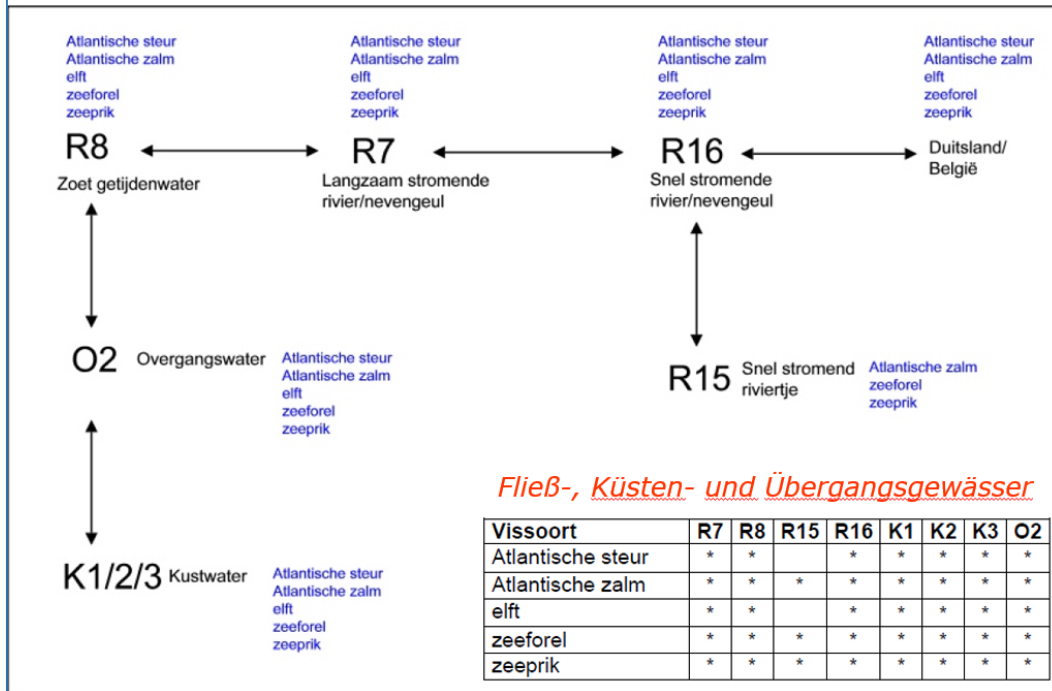 Atlantische steur
Atlantische zalm
elft
zeeforel
zeeprik
R8
Zoet getijdenwater
Atlantische steur
Atlantische zalm
elft
zeeforel
zeeprik
R7
Langzaam stromende
rivier/nevengeul
Atlantische steur
Atlantische zalm
elft
zeeforel
zeeprik
R16
Snel stromende
rivier/nevengeul
Atlantische steur
Atlantische zalm
elft
zeeforel
zeeprik
Duitsland/
België
O2 Overgangswater
Atlantische steur
Atlantische zalm
elft
zeeforel
zeeprik
R15 Snel stromend
riviertje
Atlantische zalm
zeeforel
zeeprik
K1/2/3 Kustwater
Atlantische steur
Atlantische zalm
elft
zeeforel
zeeprik
Fließ-, Küsten- und Übergangsgewässer
Vissoort R7 R8 R15 R16 K1 K2 K3 O2
Atlantische steur * * * * * * *
Atlantische zalm * * * * * * * *
elft * * * * * * *
zeeforel * * * * * * * *
zeeprik * * * * * * * *